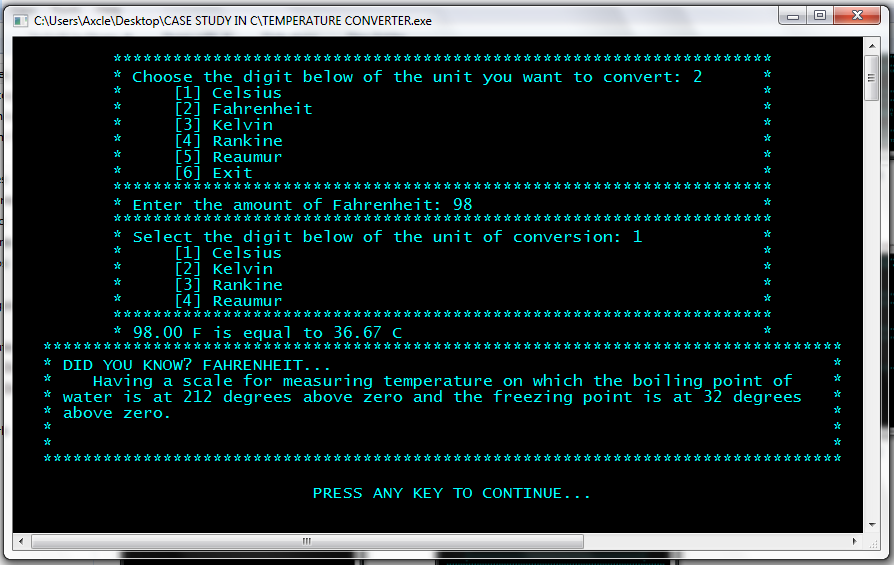 C:\Users\Axcle\Desktop\CASE STUDY IN C\TEMPERATURE CONVERTER.exe
******************************************************************
* Choose the digit below of the unit you want to convert: 2      *
*     [1] Celsius                                                *
*     [2] Fahrenheit                                             *
*     [3] Kelvin                                                 *
*     [4] Rankine                                                *
*     [5] Reaumur                                                *
*     [6] Exit                                                   *
******************************************************************
* Enter the amount of Fahrenheit: 98                             *
******************************************************************
* Select the digit below of the unit of conversion: 1            *
*     [1] Celsius                                                *
*     [2] Kelvin                                                 *
*     [3] Rankine                                                *
*     [4] Reaumur                                                *
******************************************************************
* 98.00 F is equal to 36.67 C                                    *
********************************************************************************
* DID YOU KNOW? FAHRENHEIT...                                                  *
*    Having a scale for measuring temperature on which the boiling point of    *
* water is at 212 degrees above zero and the freezing point is at 32 degrees   *
* above zero.                                                                  *
*                                                                              *
*                                                                              *
********************************************************************************
PRESS ANY KEY TO CONTINUE...